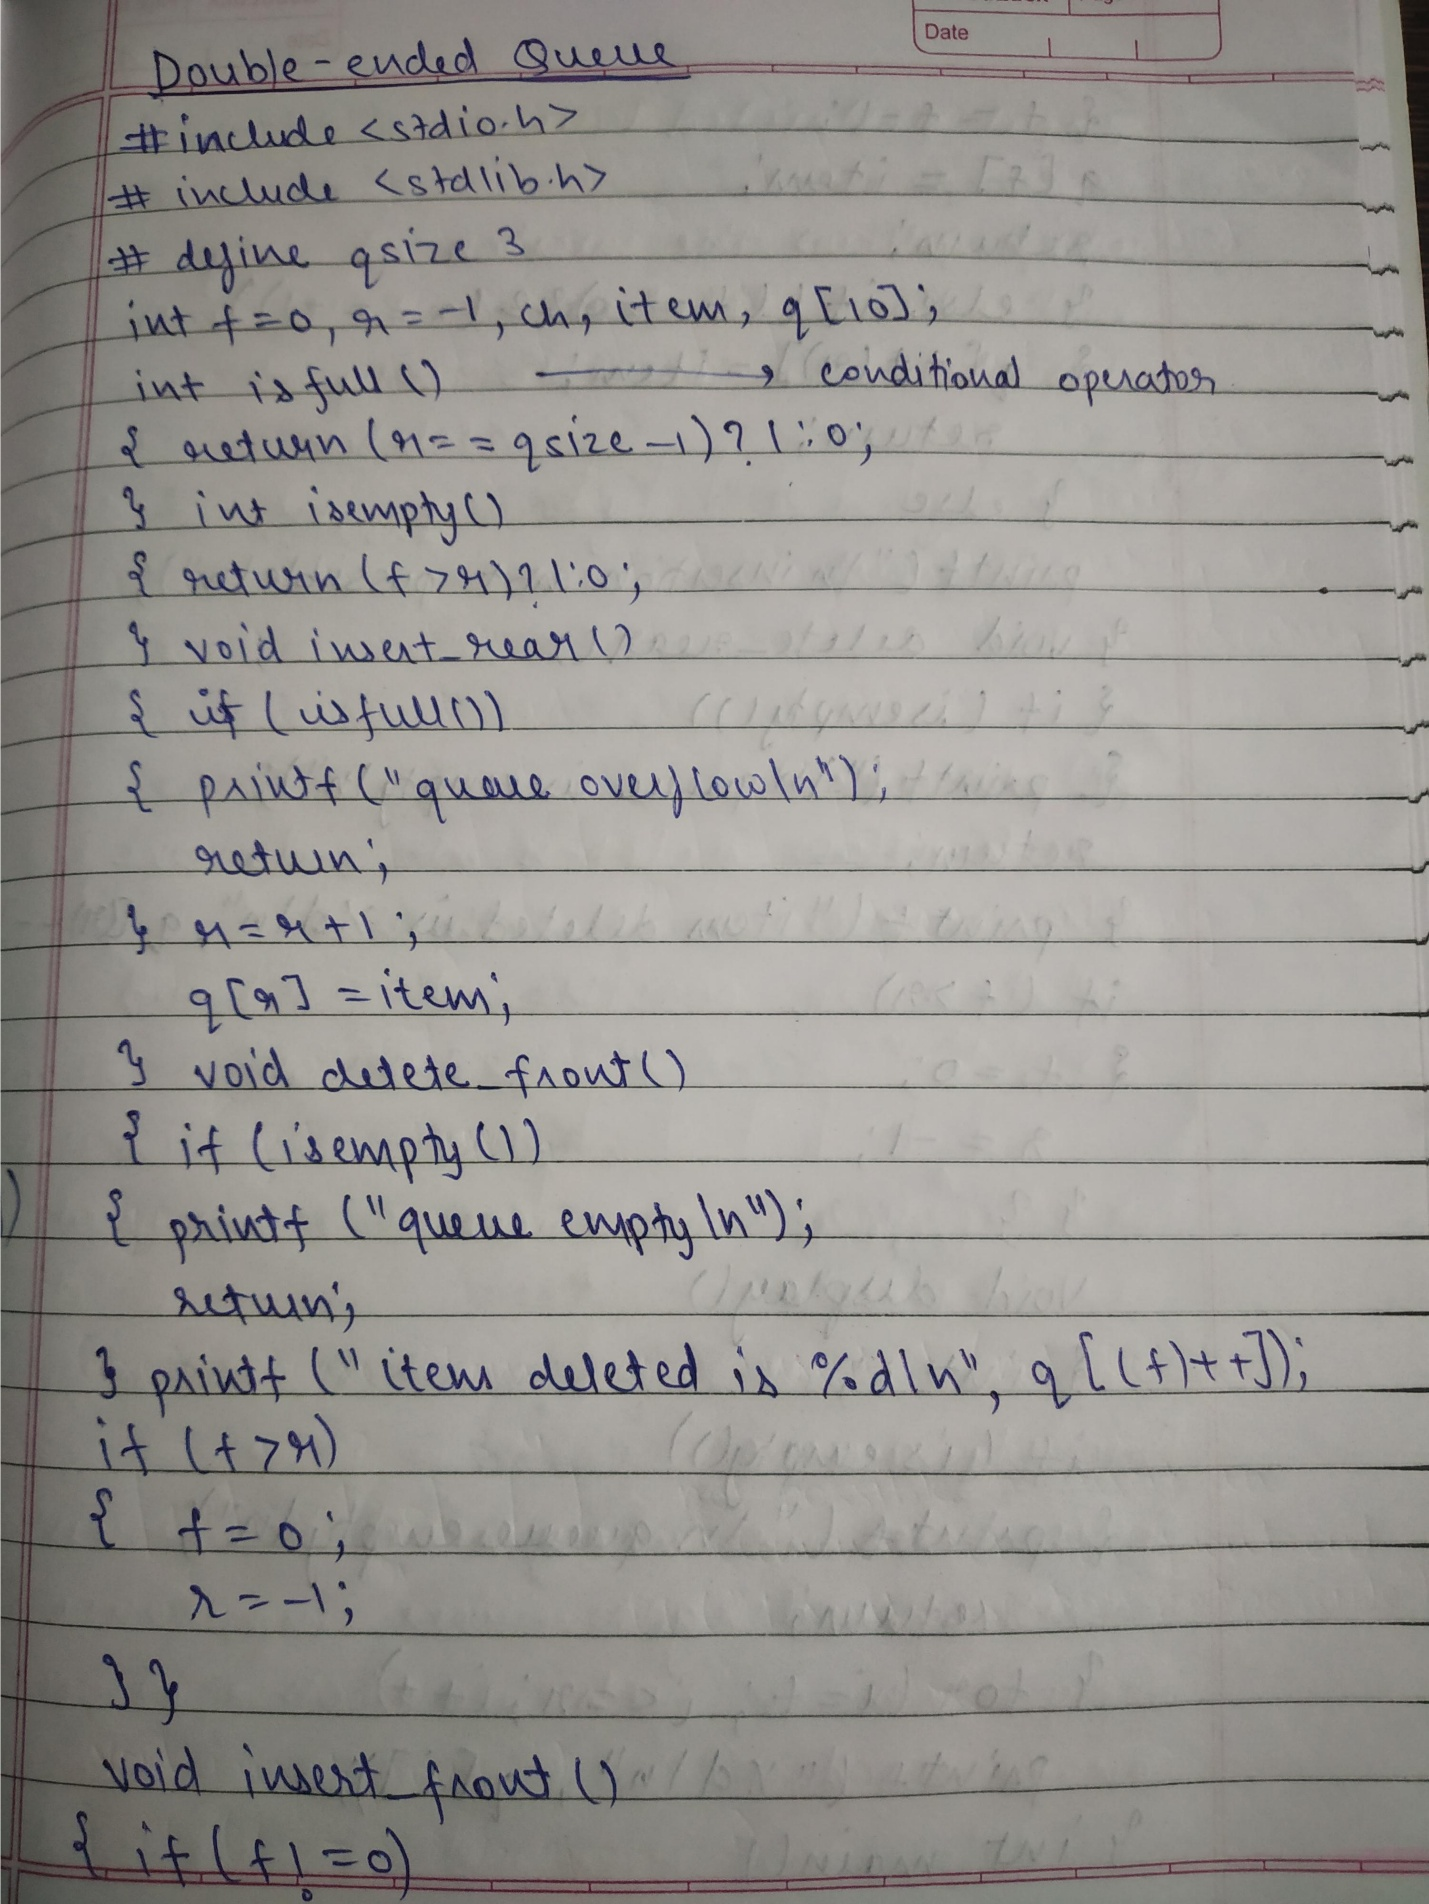 Date
Double-ended Queue
#include <stdio.h>
# include <stdlib.h>
# define qsize 3
int f=0, r=-1, ch, item, q[10];
int isfull() → conditional operator
{ return (r==qsize-1)?1:0;
} int isempty()
{ return (f>r)?1:0;
} void insert_rear()
{ if (isfull())
{ printf("queue overflow\n");
return;
} r=r+1;
q[r] =item;
} void delete_front()
{ if (isempty())
{ printf ("queue empty\n");
return;
} printf ("item deleted is %d\n", q[(f)++]);
if (f>r)
{ f=0;
r=-1;
} }
void insert_front ()
{ if(f!=0)